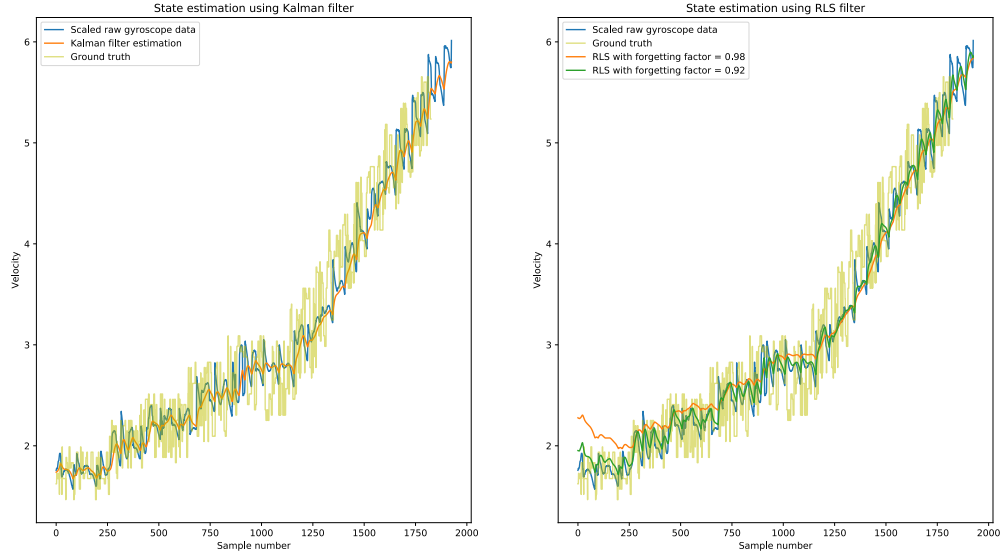 State estimation using Kalman filter
Scaled raw gyroscope data
Kalman filter estimation
Ground truth
6
5
4
3
2
Velocity
0
250
500
750
1000
1250
1500
1750
2000
Sample number
State estimation using RLS filter
Scaled raw gyroscope data
Ground truth
RLS with forgetting factor = 0.98
RLS with forgetting factor = 0.92
6
5
4
3
2
Velocity
0
250
500
750
1000
1250
1500
1750
2000
Sample number